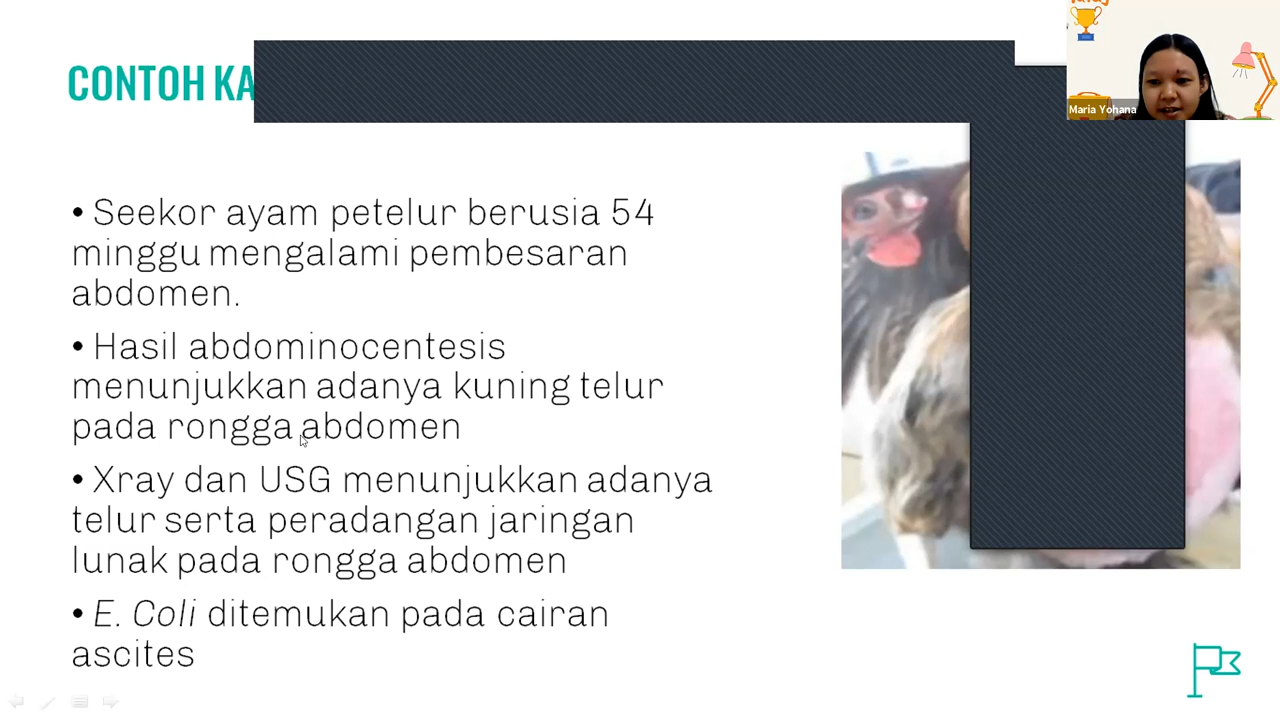 CONTOH KA
Maria Yohana
• Seekor ayam petelur berusia 54
minggu mengalami pembesaran
abdomen.
• Hasil abdominocentesis
menunjukkan adanya kuning telur
pada rongga abdomen
• Xray dan USG menunjukkan adanya
telur serta peradangan jaringan
lunak pada rongga abdomen
• E. Coli ditemukan pada cairan
ascites